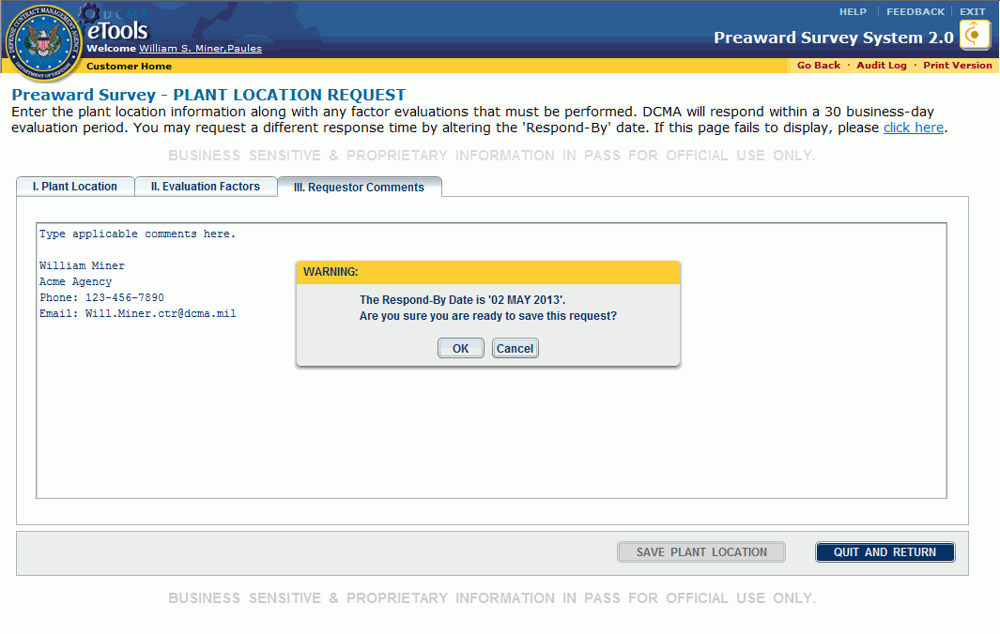 DCMA
eTools
HELP FEEDBACK EXIT
Welcome William S. Miner,Paules
Preaward Survey System 2.0
Customer Home
Go Back · Audit Log · Print Version
DEFENSE CONTRACT MANAGEMENT AGENCY
DEPARTMENT OF DEFENSE
Preaward Survey - PLANT LOCATION REQUEST
Enter the plant location information along with any factor evaluations that must be performed. DCMA will respond within a 30 business-day
evaluation period. You may request a different response time by altering the 'Respond-By' date. If this page fails to display, please click here.
BUSINESS SENSITIVE & PROPRIETARY INFORMATION IN PASS FOR OFFICIAL USE ONLY.
I. Plant Location II. Evaluation Factors III. Requestor Comments
Type applicable comments here.
William Miner
Acme Agency
Phone: 123-456-7890
Email: Will.Miner.ctr@dcma.mil
WARNING:
The Respond-By Date is '02 MAY 2013'.
Are you sure you are ready to save this request?
OK Cancel
SAVE PLANT LOCATION QUIT AND RETURN
BUSINESS SENSITIVE & PROPRIETARY INFORMATION IN PASS FOR OFFICIAL USE ONLY.